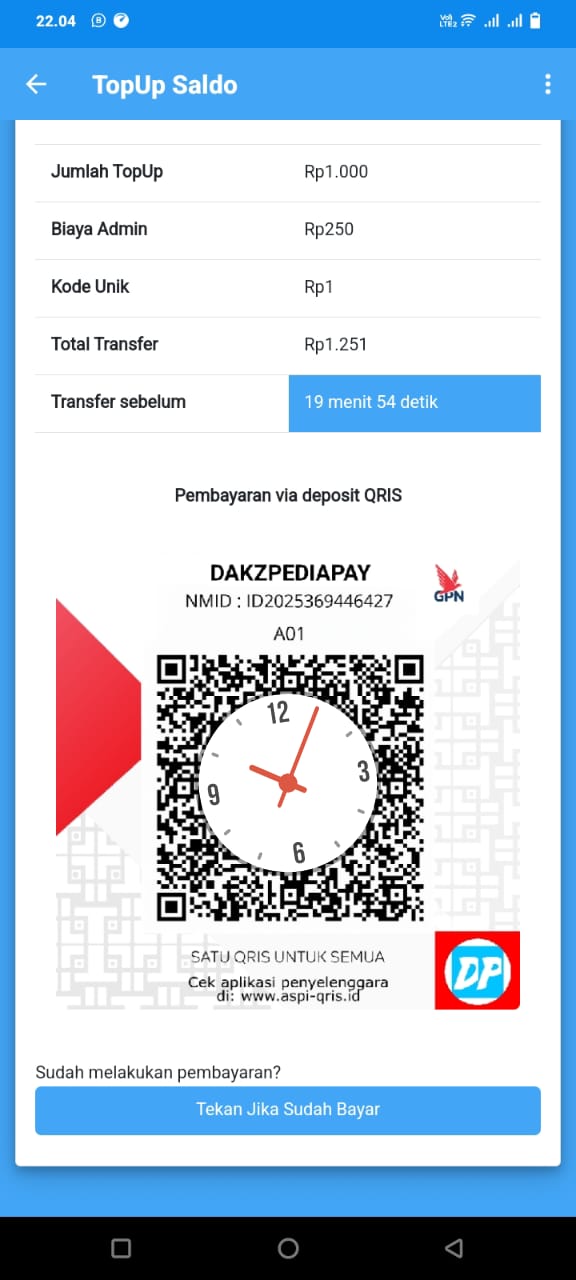 22.04
VoLTE2
TopUp Saldo
Jumlah TopUp Rp1.000
Biaya Admin Rp250
Kode Unik Rp1
Total Transfer Rp1.251
Transfer sebelum 19 menit 54 detik
Pembayaran via deposit QRIS
DAKZPEDIAPAY
GPN
NMID : ID2025369446427
A01
12
3
9
6
SATU QRIS UNTUK SEMUA
Cek aplikasi penyelenggara
di: www.aspi-qris.id
DP
Sudah melakukan pembayaran?
Tekan Jika Sudah Bayar